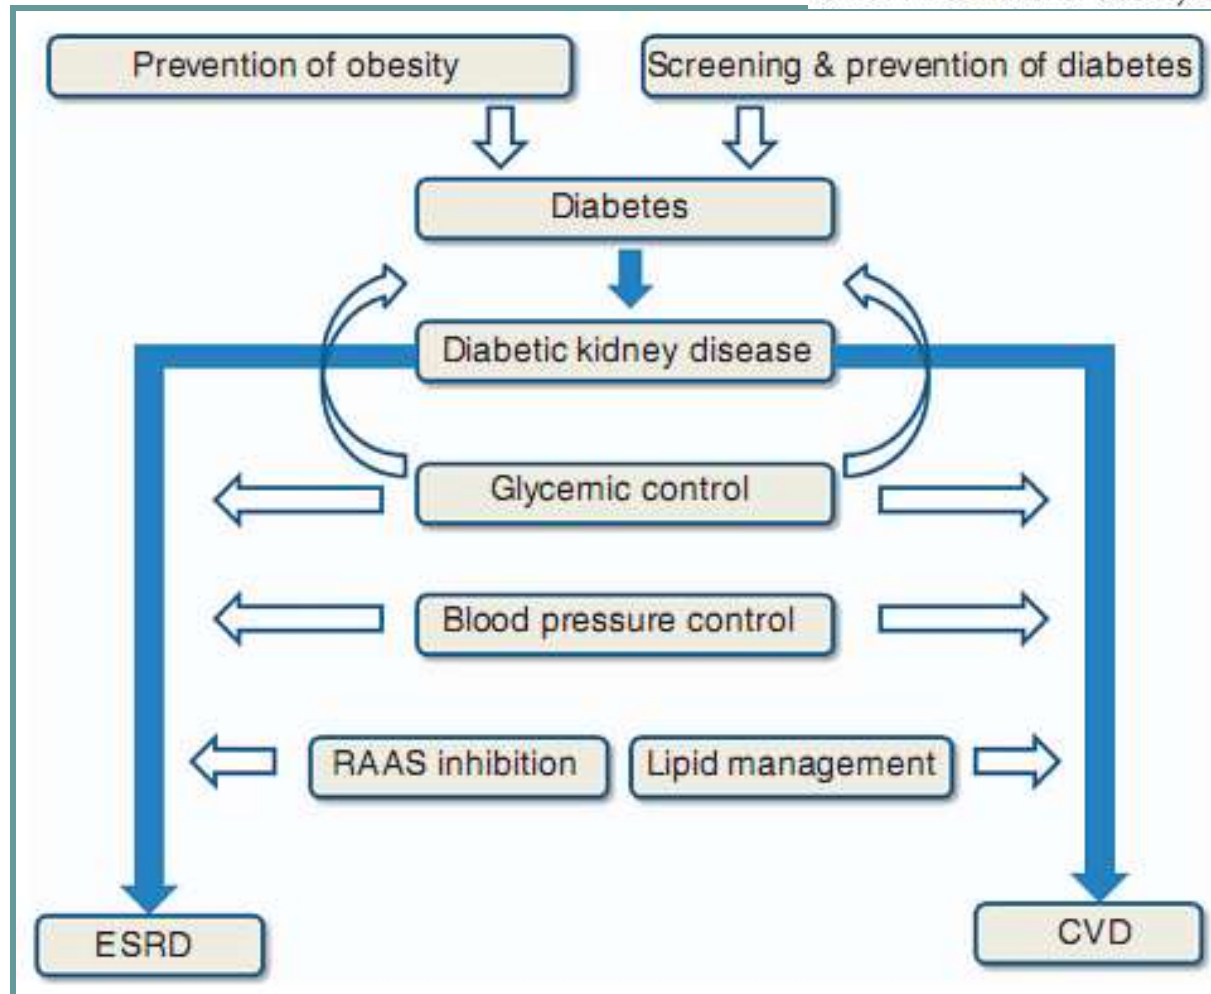 Prevention of obesity
Screening & prevention of diabetes
Diabetes
Diabetic kidney disease
Glycemic control
Blood pressure control
RAAS inhibition
Lipid management
ESRD
CVD